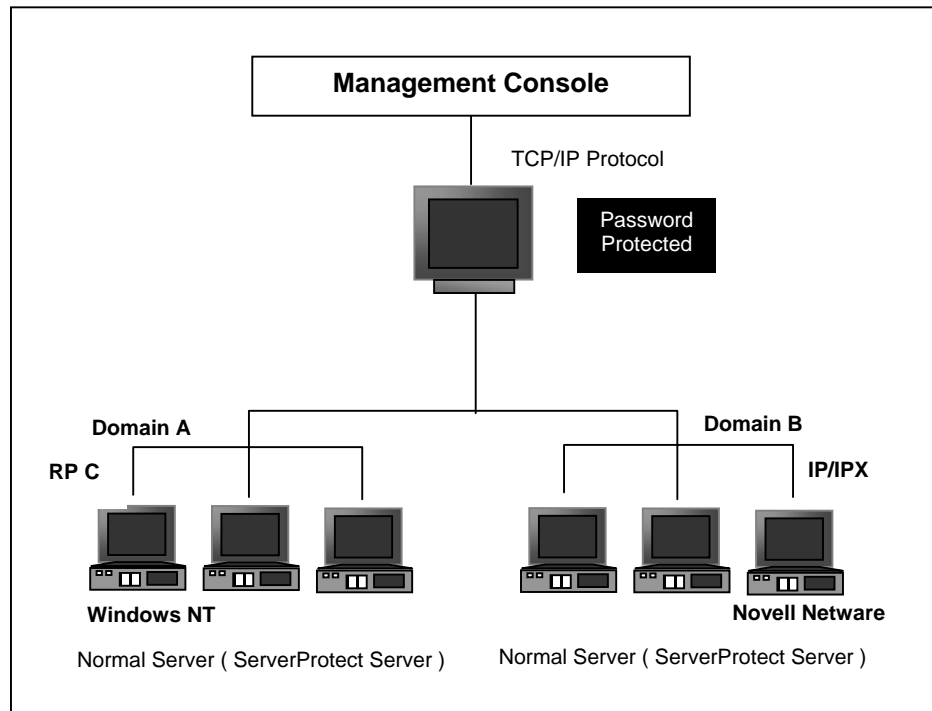 Management Console
TCP/IP Protocol
Password
Protected
Domain A
Domain B
RP C
IP/IPX
Windows NT
Novell Netware
Normal Server ( ServerProtect Server )
Normal Server ( ServerProtect Server )